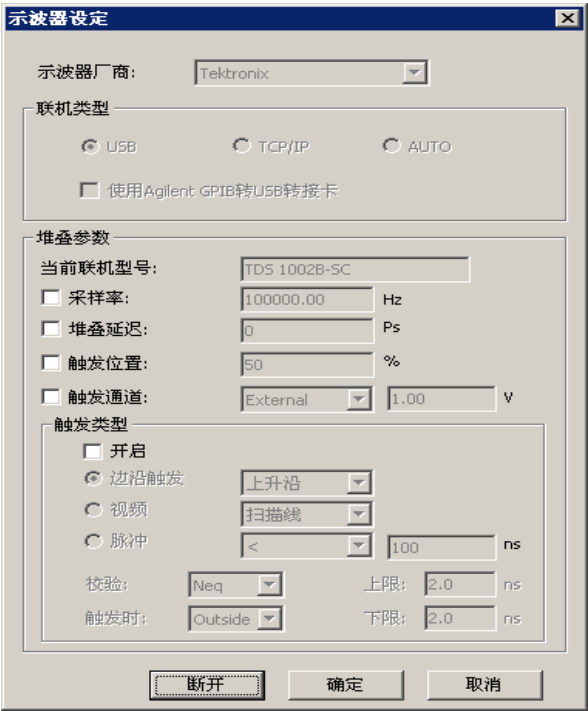 示波器设定
示波器厂商: Tektronix
联机类型
USB TCP/IP AUTO
使用Agilent GPIB转USB转接卡
堆叠参数
当前联机型号: TDS 1002B-SC
采样率: 100000.00 Hz
堆叠延迟: 0 Ps
触发位置: 50 %
触发通道: External 1.00 V
触发类型
开启
边沿触发 上升沿
视频 扫描线
脉冲 < 100 ns
校验: Neq 上限: 2.0 ns
触发时: Outside 下限: 2.0 ns
断开 确定 取消